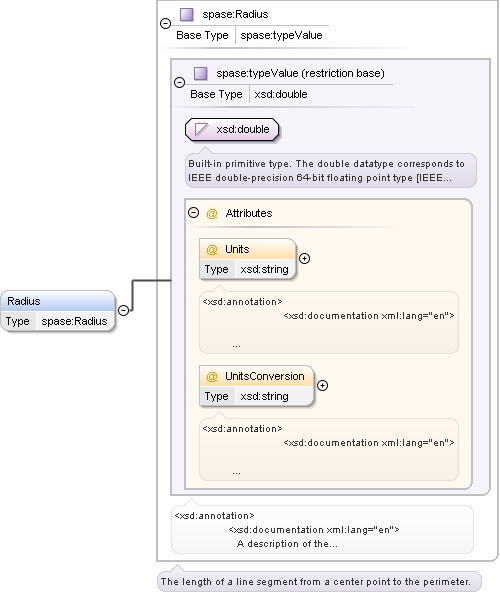 spase:Radius
Base Type spase:typeValue
spase:typeValue (restriction base)
Base Type xsd:double
xsd:double
Built-in primitive type. The double datatype corresponds to
IEEE double-precision 64-bit floating point type [IEEE...
@ Attributes
@ Units
Type xsd:string
<xsd:annotation>
<xsd:documentation xml:lang="en">
...
Radius
Type spase:Radius
@ UnitsConversion
Type xsd:string
<xsd:annotation>
<xsd:documentation xml:lang="en">
...
<xsd:annotation>
<xsd:documentation xml:lang="en">
A description of the...
The length of a line segment from a center point to the perimeter.